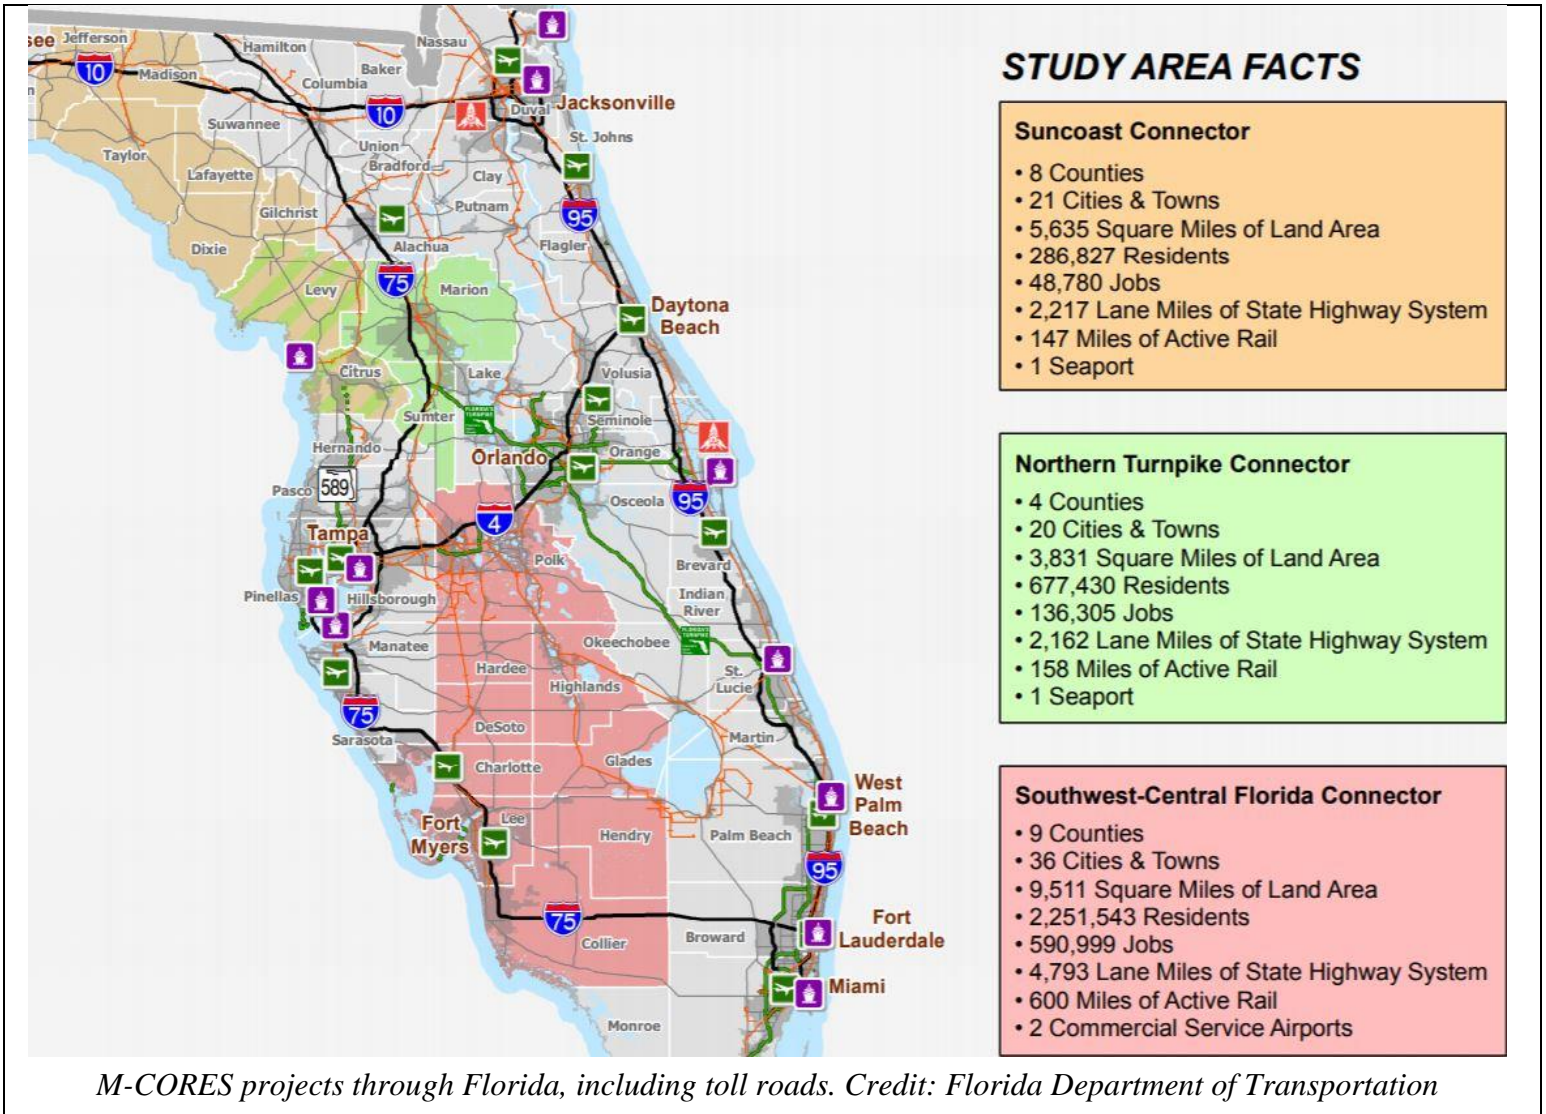 see
Jefferson
Hamilton
Nassau
10
Madison
Columbia
Baker
10
Duval
Jacksonville
Suwannee
St. Johns
Taylor
Union
Bradford
Lafayette
Clay
Gilchrist
Putnam
95
Dixie
Alachua
Flagler
75
Levy
Marion
Daytona
Beach
Citrus
Lake
Volusia
Sumter
FLORIDA'S
TURNPIKE
Seminole
Hernando
Orlando
Orange
Pasco
589
Osceola
95
4
Tampa
Polk
Brevard
Pinellas
Hillsborough
Indian
River
Manatee
Okeechobee
FLORIDA'S
TURNPIKE
Hardee
St.
Lucie
Highlands
75
DeSoto
Sarasota
Martin
Charlotte
Glades
West
Palm
Beach
Fort
Myers
Lee
Hendry
Palm Beach
95
75
Fort
Lauderdale
Collier
Broward
Miami
Monroe
STUDY AREA FACTS
Suncoast Connector
• 8 Counties
• 21 Cities & Towns
• 5,635 Square Miles of Land Area
• 286,827 Residents
• 48,780 Jobs
• 2,217 Lane Miles of State Highway System
• 147 Miles of Active Rail
• 1 Seaport
Northern Turnpike Connector
• 4 Counties
• 20 Cities & Towns
• 3,831 Square Miles of Land Area
• 677,430 Residents
• 136,305 Jobs
• 2,162 Lane Miles of State Highway System
• 158 Miles of Active Rail
• 1 Seaport
Southwest-Central Florida Connector
• 9 Counties
• 36 Cities & Towns
• 9,511 Square Miles of Land Area
• 2,251,543 Residents
• 590,999 Jobs
• 4,793 Lane Miles of State Highway System
• 600 Miles of Active Rail
• 2 Commercial Service Airports
M-CORES projects through Florida, including toll roads. Credit: Florida Department of Transportation